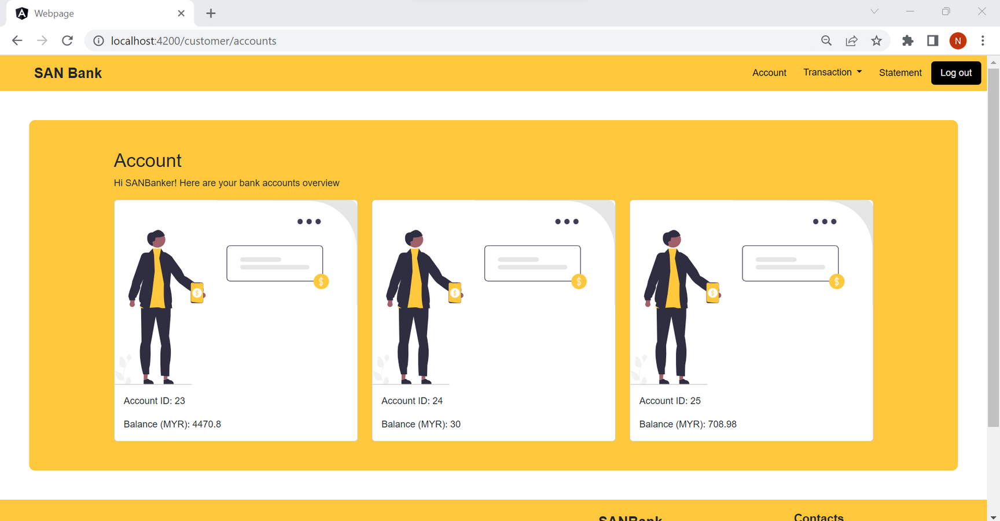 Webpage
localhost:4200/customer/accounts
N
SAN Bank
Account
Transaction
Statement
Log out
Account
Hi SANBanker! Here are your bank accounts overview
$
$
$
$
$
$
Account ID: 23
Balance (MYR): 4470.8
Account ID: 24
Balance (MYR): 30
Account ID: 25
Balance (MYR): 708.98
SANBank
Contacts